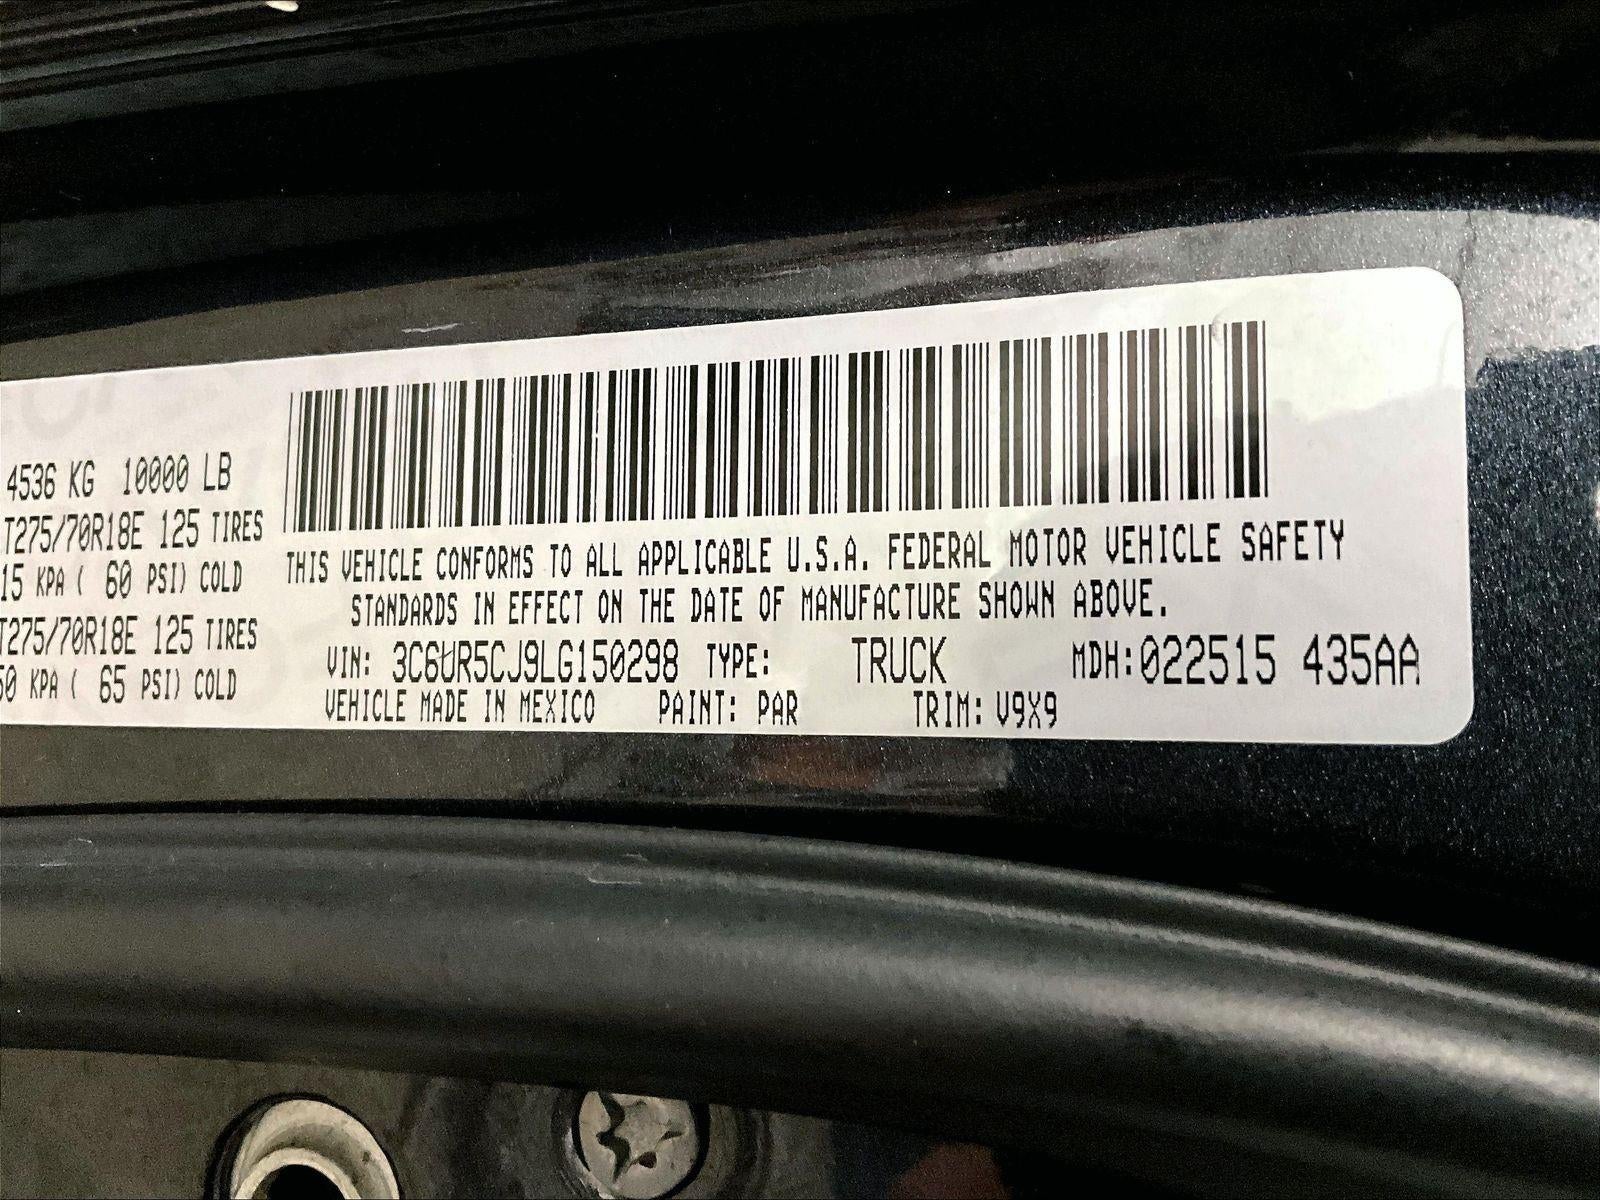 4536 KG 10000 LB
T275/70R18E 125 TIRES
15 KPA ( 60 PSI) COLD
T275/70R18E 125 TIRES
50 KPA ( 65 PSI) COLD
THIS VEHICLE CONFORMS TO ALL APPLICABLE U.S.A. FEDERAL MOTOR VEHICLE SAFETY
STANDARDS IN EFFECT ON THE DATE OF MANUFACTURE SHOWN ABOVE.
VIN: 3C6UR5CJ9LG150298 TYPE: TRUCK MDH:022515 435AA
VEHICLE MADE IN MEXICO PAINT: PAR TRIM: V9X9